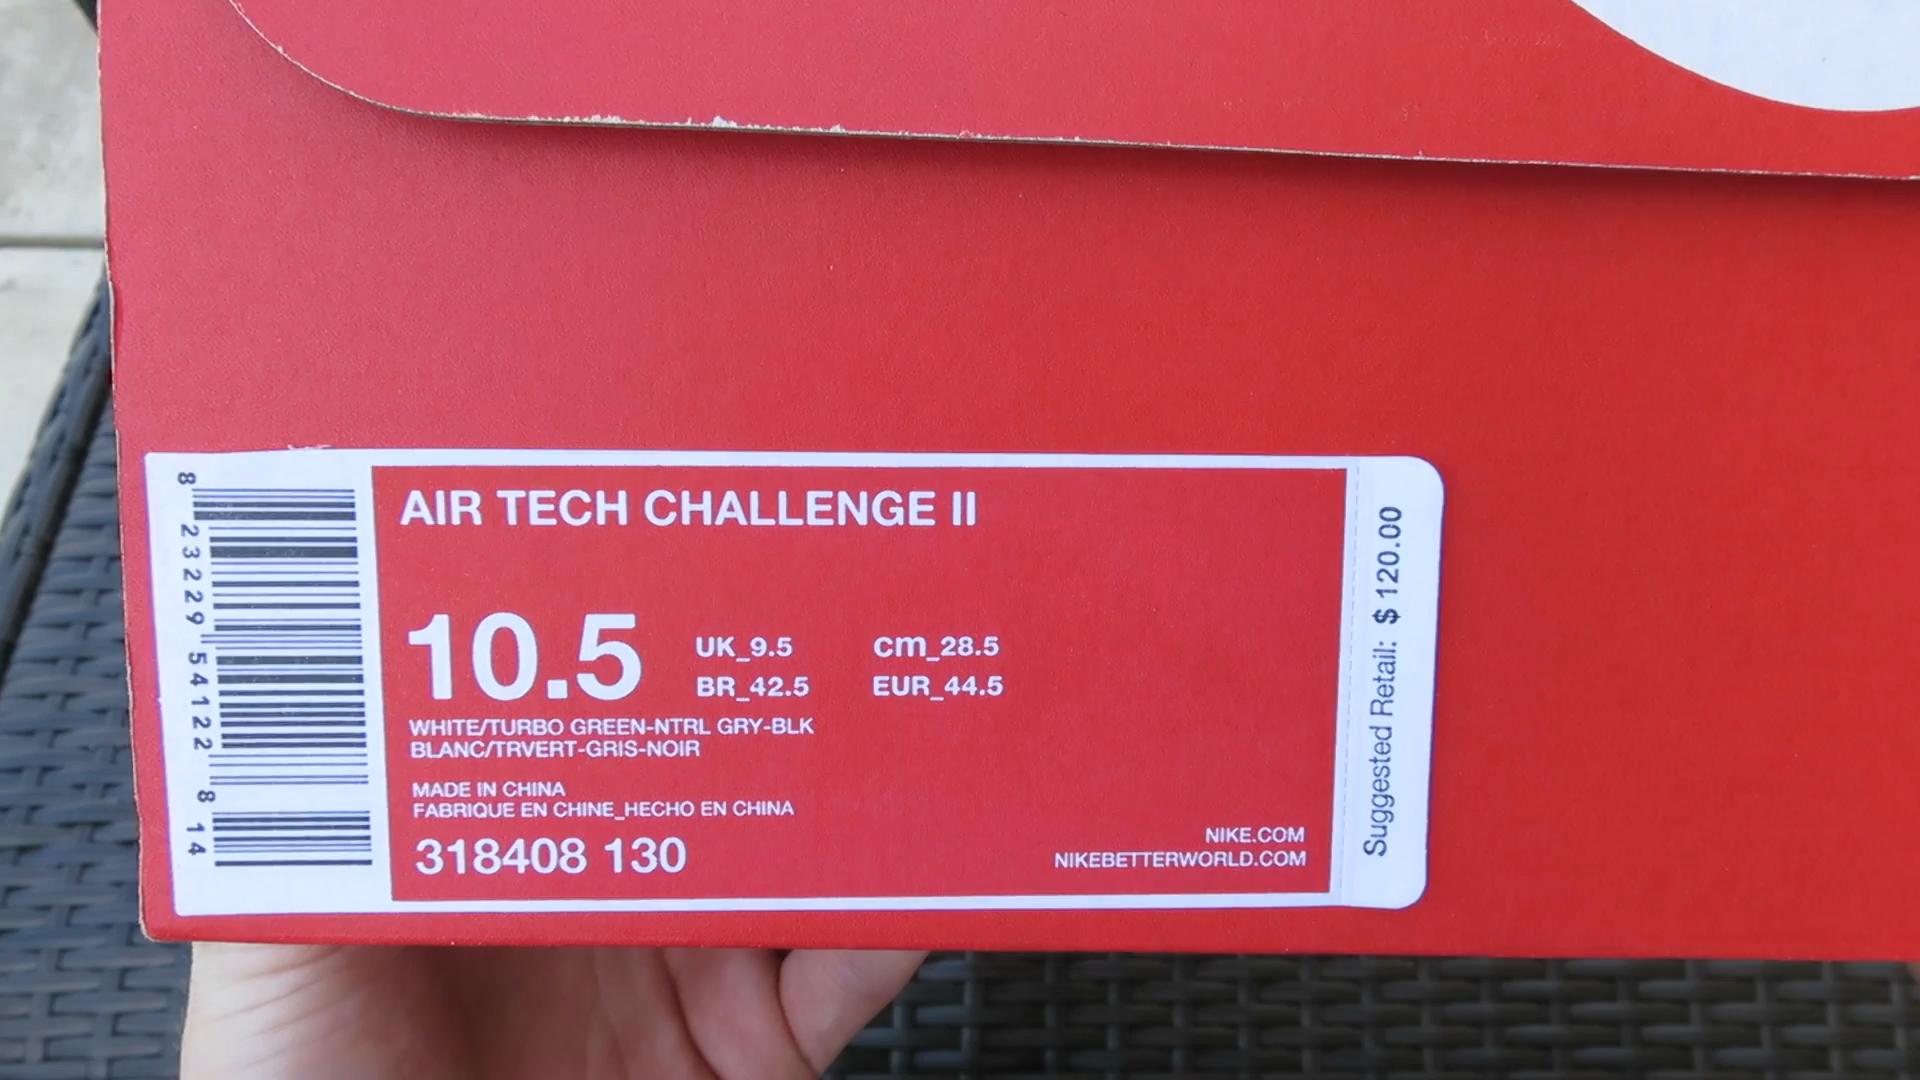 AIR TECH CHALLENGE II
10.5
UK_9.5 cm_28.5
BR_42.5 EUR_44.5
WHITE/TURBO GREEN-NTRL GRY-BLK
BLANC/TRVERT-GRIS-NOIR
MADE IN CHINA
FABRIQUE EN CHINE_HECHO EN CHINA
318408 130
NIKE.COM
NIKEBETTERWORLD.COM
8 23229 54122 8 14
Suggested Retail: $ 120.00